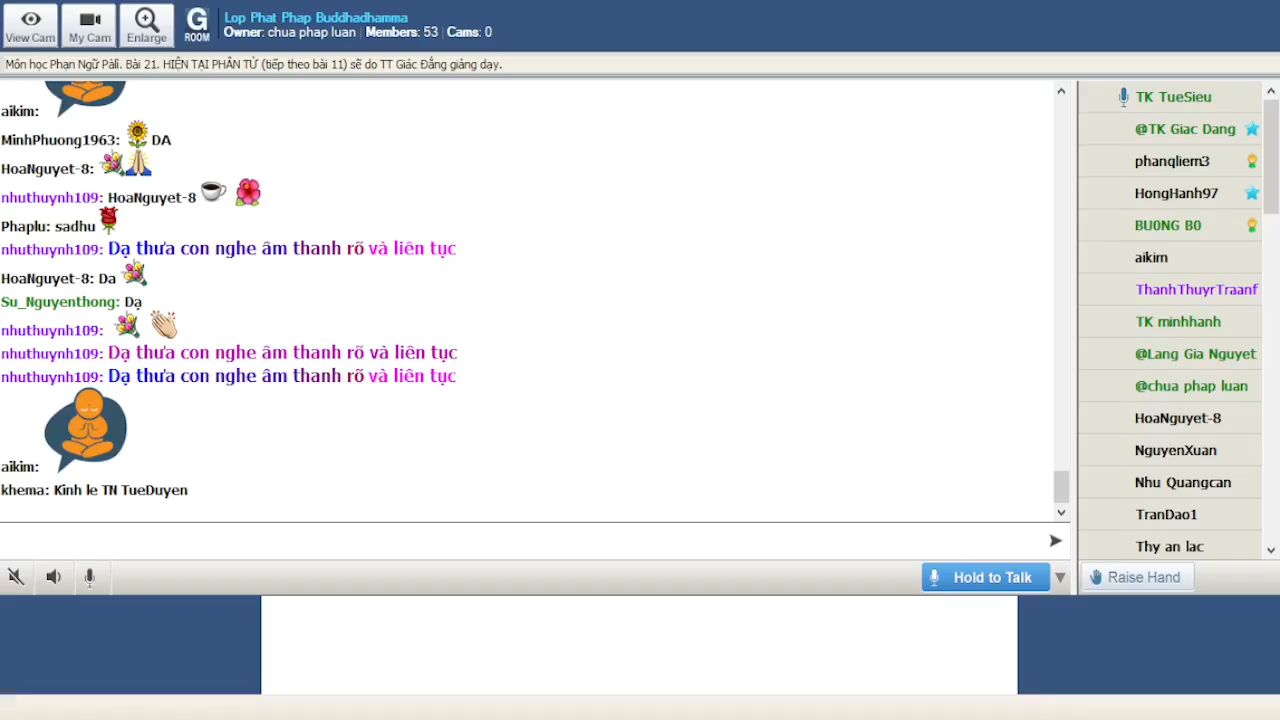 View Cam
My Cam
Enlarge
G
ROOM
Lop Phat Phap Buddhadhamma
Owner: chua phap luan | Members: 53 | Cams: 0
Môn học Phạn Ngữ Pāli. Bài 21. HIỆN TẠI PHÂN TỪ (tiếp theo bài 11) sẽ do TT Giác Đẳng giảng dạy.
aikim:
MinhPhuong1963: DA
HoaNguyet-8:
nhuthuynh109: HoaNguyet-8
Phaplu: sadhu
nhuthuynh109: Dạ thưa con nghe âm thanh rõ và liên tục
HoaNguyet-8: Da
Su_Nguyenthong: Dạ
nhuthuynh109:
nhuthuynh109: Dạ thưa con nghe âm thanh rõ và liên tục
nhuthuynh109: Dạ thưa con nghe âm thanh rõ và liên tục
aikim:
khema: Kinh le TN TueDuyen
Hold to Talk
TK TueSieu
@TK Giac Dang
phanqliem3
HongHanh97
BU0NG B0
aikim
ThanhThuyrTraanf
TK minhhanh
@Lang Gia Nguyet
@chua phap luan
HoaNguyet-8
NguyenXuan
Nhu Quangcan
TranDao1
Thy an lac
Raise Hand